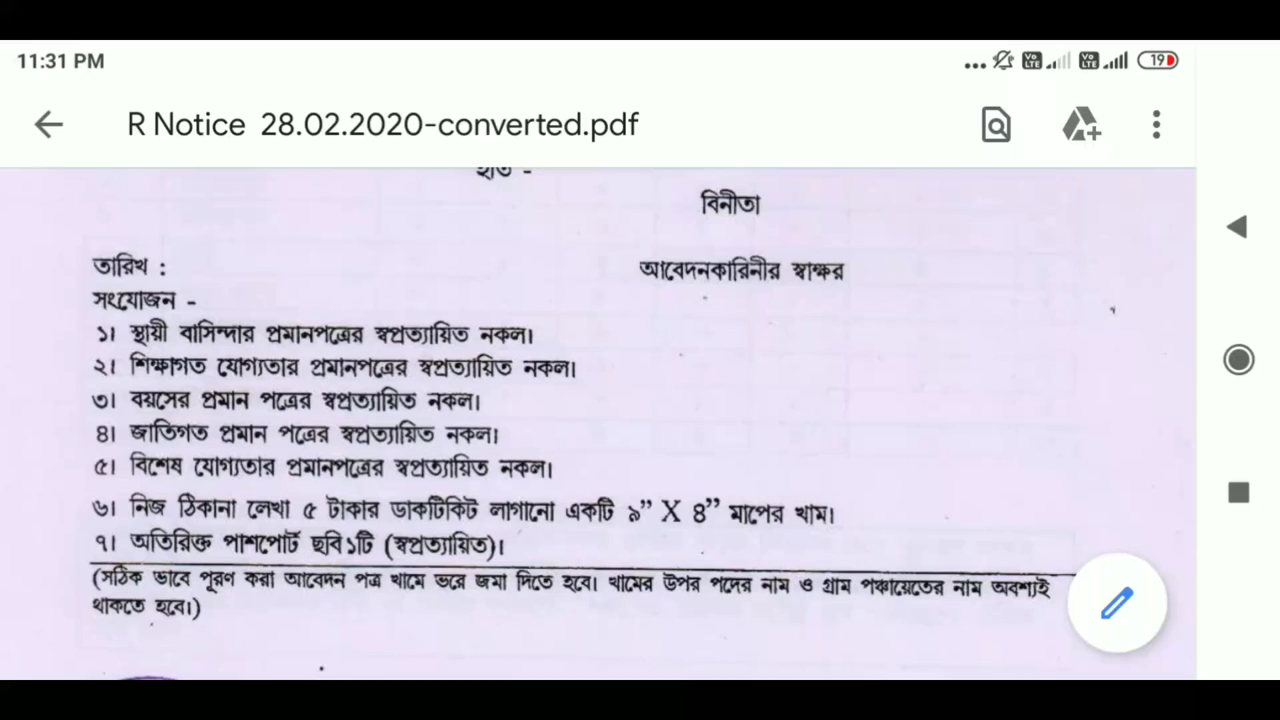 11:31 PM
19
R Notice 28.02.2020-converted.pdf
বিনীতা
তারিখ :
আবেদনকারিনীর স্বাক্ষর
সংযোজন -
১। স্থায়ী বাসিন্দার প্রমানপত্রের স্বপ্রত্যায়িত নকল।
২। শিক্ষাগত যোগ্যতার প্রমানপত্রের স্বপ্রত্যায়িত নকল।
৩। বয়সের প্রমান পত্রের স্বপ্রত্যায়িত নকল।
৪। জাতিগত প্রমান পত্রের স্বপ্রত্যায়িত নকল।
৫। বিশেষ যোগ্যতার প্রমানপত্রের স্বপ্রত্যায়িত নকল।
৬। নিজ ঠিকানা লেখা ৫ টাকার ডাকটিকিট লাগানো একটি ৯” X ৪” মাপের খাম।
৭। অতিরিক্ত পাশপোর্ট ছবি ১টি (স্বপ্রত্যায়িত)।
(সঠিক ভাবে পূরণ করা আবেদন পত্র খামে ভরে জমা দিতে হবে। খামের উপর পদের নাম ও গ্রাম পঞ্চায়েতের নাম অবশ্যই
থাকতে হবে।)